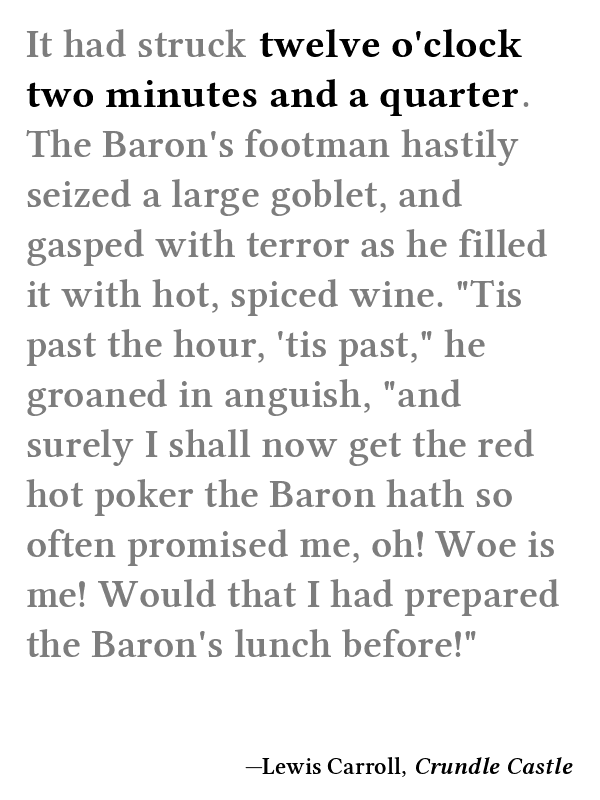 It had struck twelve o'clock
two minutes and a quarter.
The Baron's footman hastily
seized a large goblet, and
gasped with terror as he filled
it with hot, spiced wine. "Tis
past the hour, 'tis past," he
groaned in anguish, "and
surely I shall now get the red
hot poker the Baron hath so
often promised me, oh! Woe is
me! Would that I had prepared
the Baron's lunch before!"
—Lewis Carroll, Crundle Castle